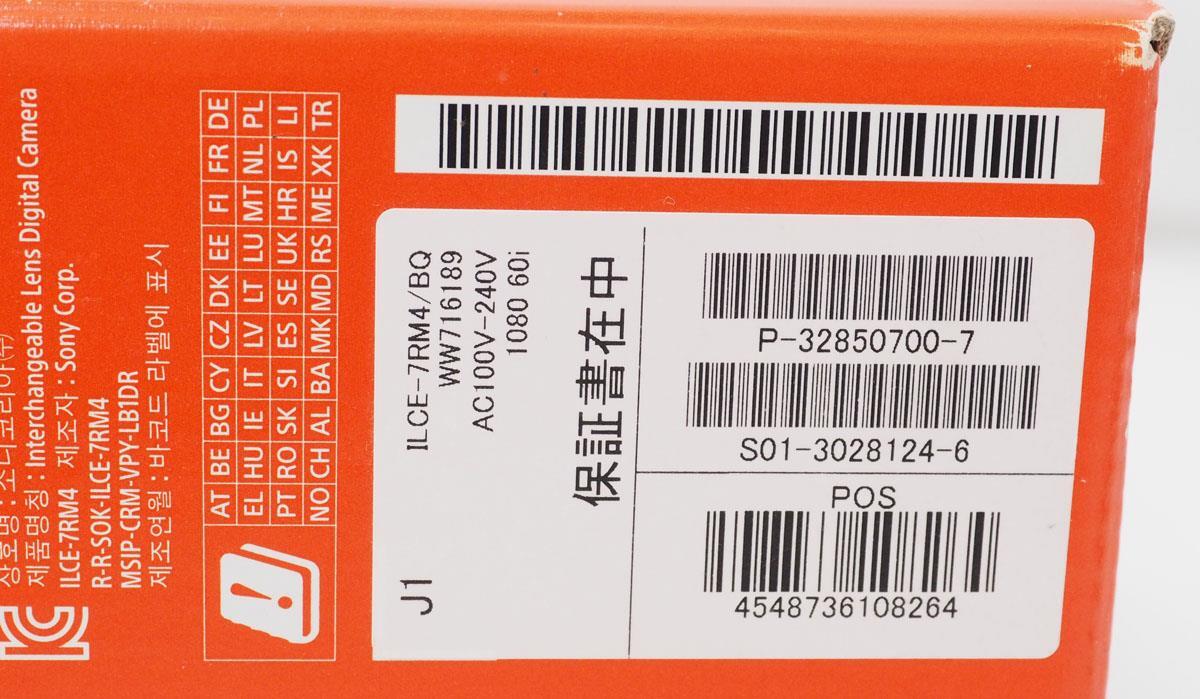 제품명칭 : Interchangeable Lens Digital Camera
ILCE-7RM4 제조자 : Sony Corp.
R-R-SOK-ILCE-7RM4
MSIP-CRM-VPY-LB1DR
제조연월 : 바코드 라벨에 표시
AT BE BG CY CZ DK EE FI FR DE
EL HU IE IT LV LT LU MT NL PL
PT RO SK SI ES SE UK HR IS LI
NO CH AL BA MK MD RS ME XK TR
ILCE-7RM4/BQ
WW716189
AC100V-240V
1080 60i
J1
保証書在中
P-32850700-7
S01-3028124-6
POS
4548736108264